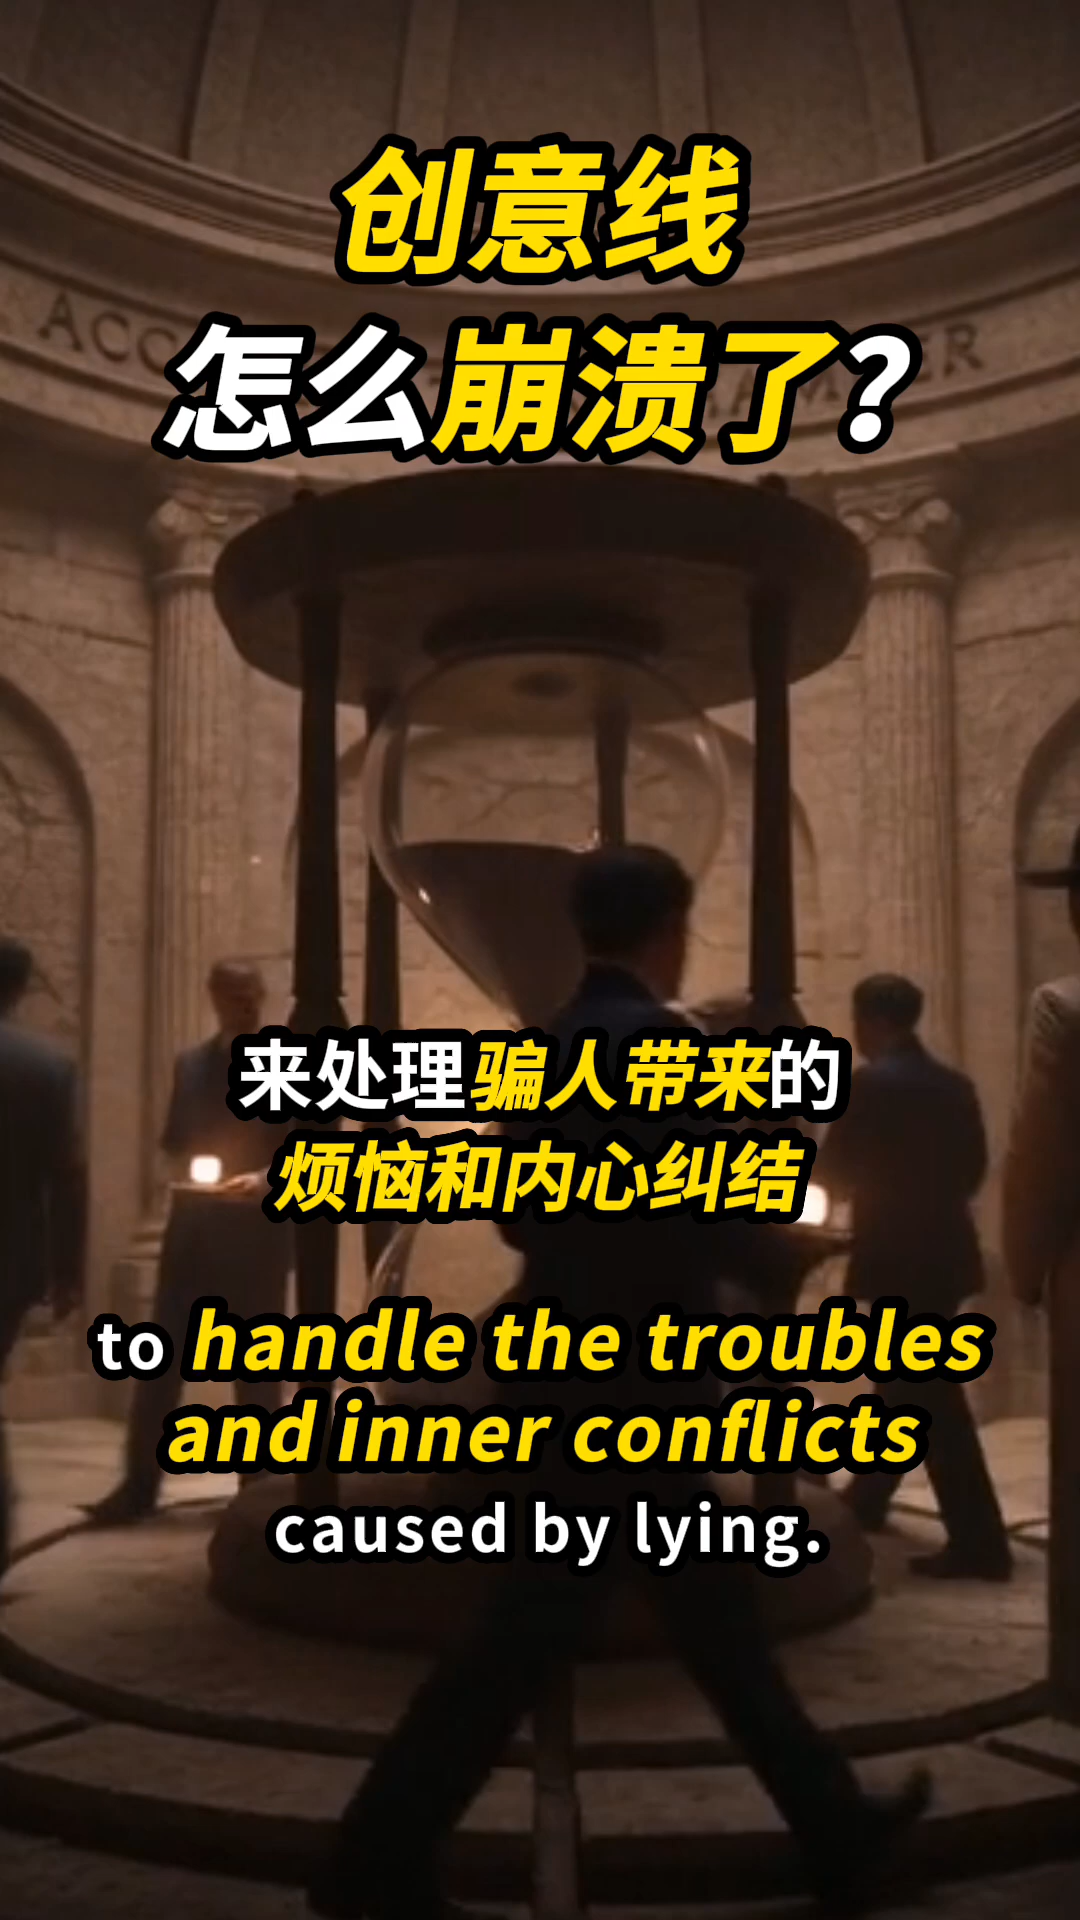 创意线
怎么崩溃了？
来处理骗人带来的
烦恼和内心纠结
to handle the troubles
and inner conflicts
caused by lying.